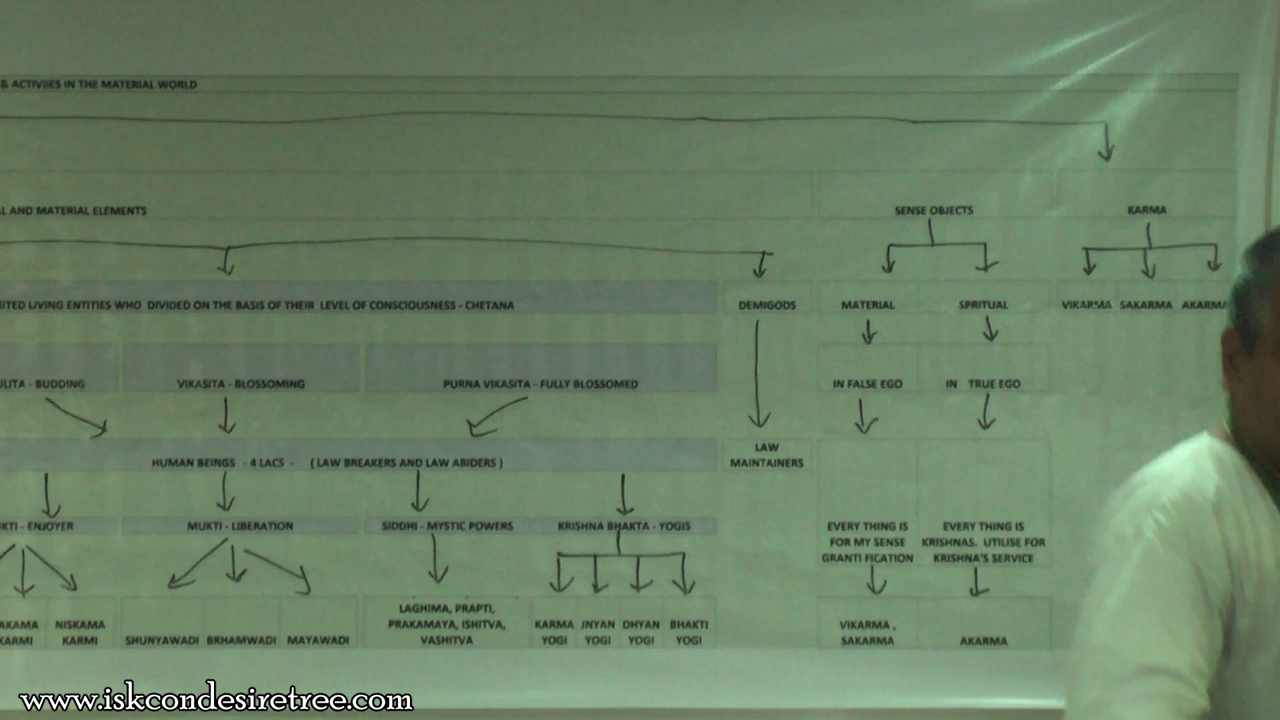 & ACTIVIIES IN THE MATERIAL WORLD
AND MATERIAL ELEMENTS
SENSE OBJECTS
KARMA
LIVING ENTITIES WHO DIVIDED ON THE BASIS OF THEIR LEVEL OF CONSCIOUSNESS - CHETANA
DEMIGODS
MATERIAL
SPRITUAL
VIKARMA SAKARMA AKARMA
- BUDDING
VIKASITA - BLOSSOMING
PURNA VIKASITA - FULLY BLOSSOMED
IN FALSE EGO
IN TRUE EGO
HUMAN BEINGS - 4 LACS - ( LAW BREAKERS AND LAW ABIDERS )
LAW
MAINTAINERS
- ENJOYER
MUKTI - LIBERATION
SIDDHI - MYSTIC POWERS
KRISHNA BHAKTA - YOGIS
EVERY THING IS
FOR MY SENSE
GRANTI FICATION
EVERY THING IS
KRISHNAS. UTILISE FOR
KRISHNA'S SERVICE
AKAMA
KARMI
NISKAMA
KARMI
SHUNYAWADI
BRHAMWADI
MAYAWADI
LAGHIMA, PRAPTI,
PRAKAMAYA, ISHITVA,
VASHITVA
KARMA
YOGI
JNYAN
YOGI
DHYAN
YOGI
BHAKTI
YOGI
VIKARMA ,
SAKARMA
AKARMA
www.iskcondesiretree.com